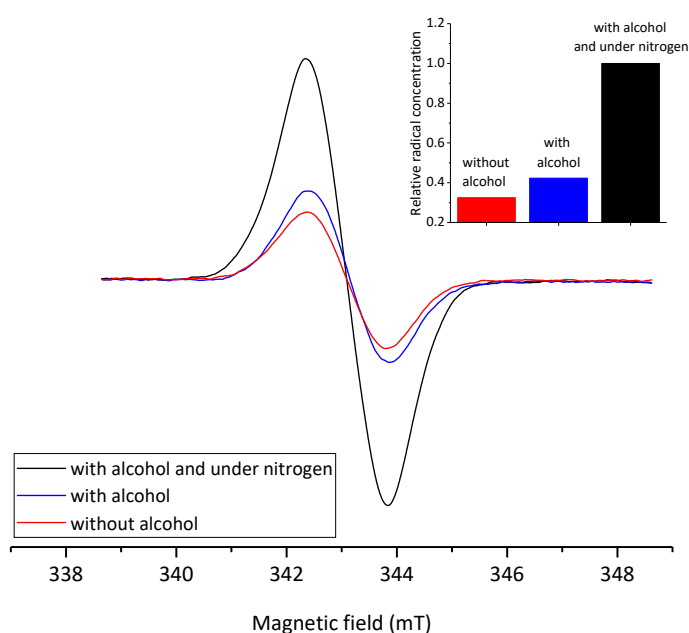 1.2
1.0
0.8
0.6
0.4
0.2
Relative radical concentration
with alcohol
and under nitrogen
with
alcohol
without
alcohol
with alcohol and under nitrogen
with alcohol
without alcohol
338 340 342 344 346 348
Magnetic field (mT)